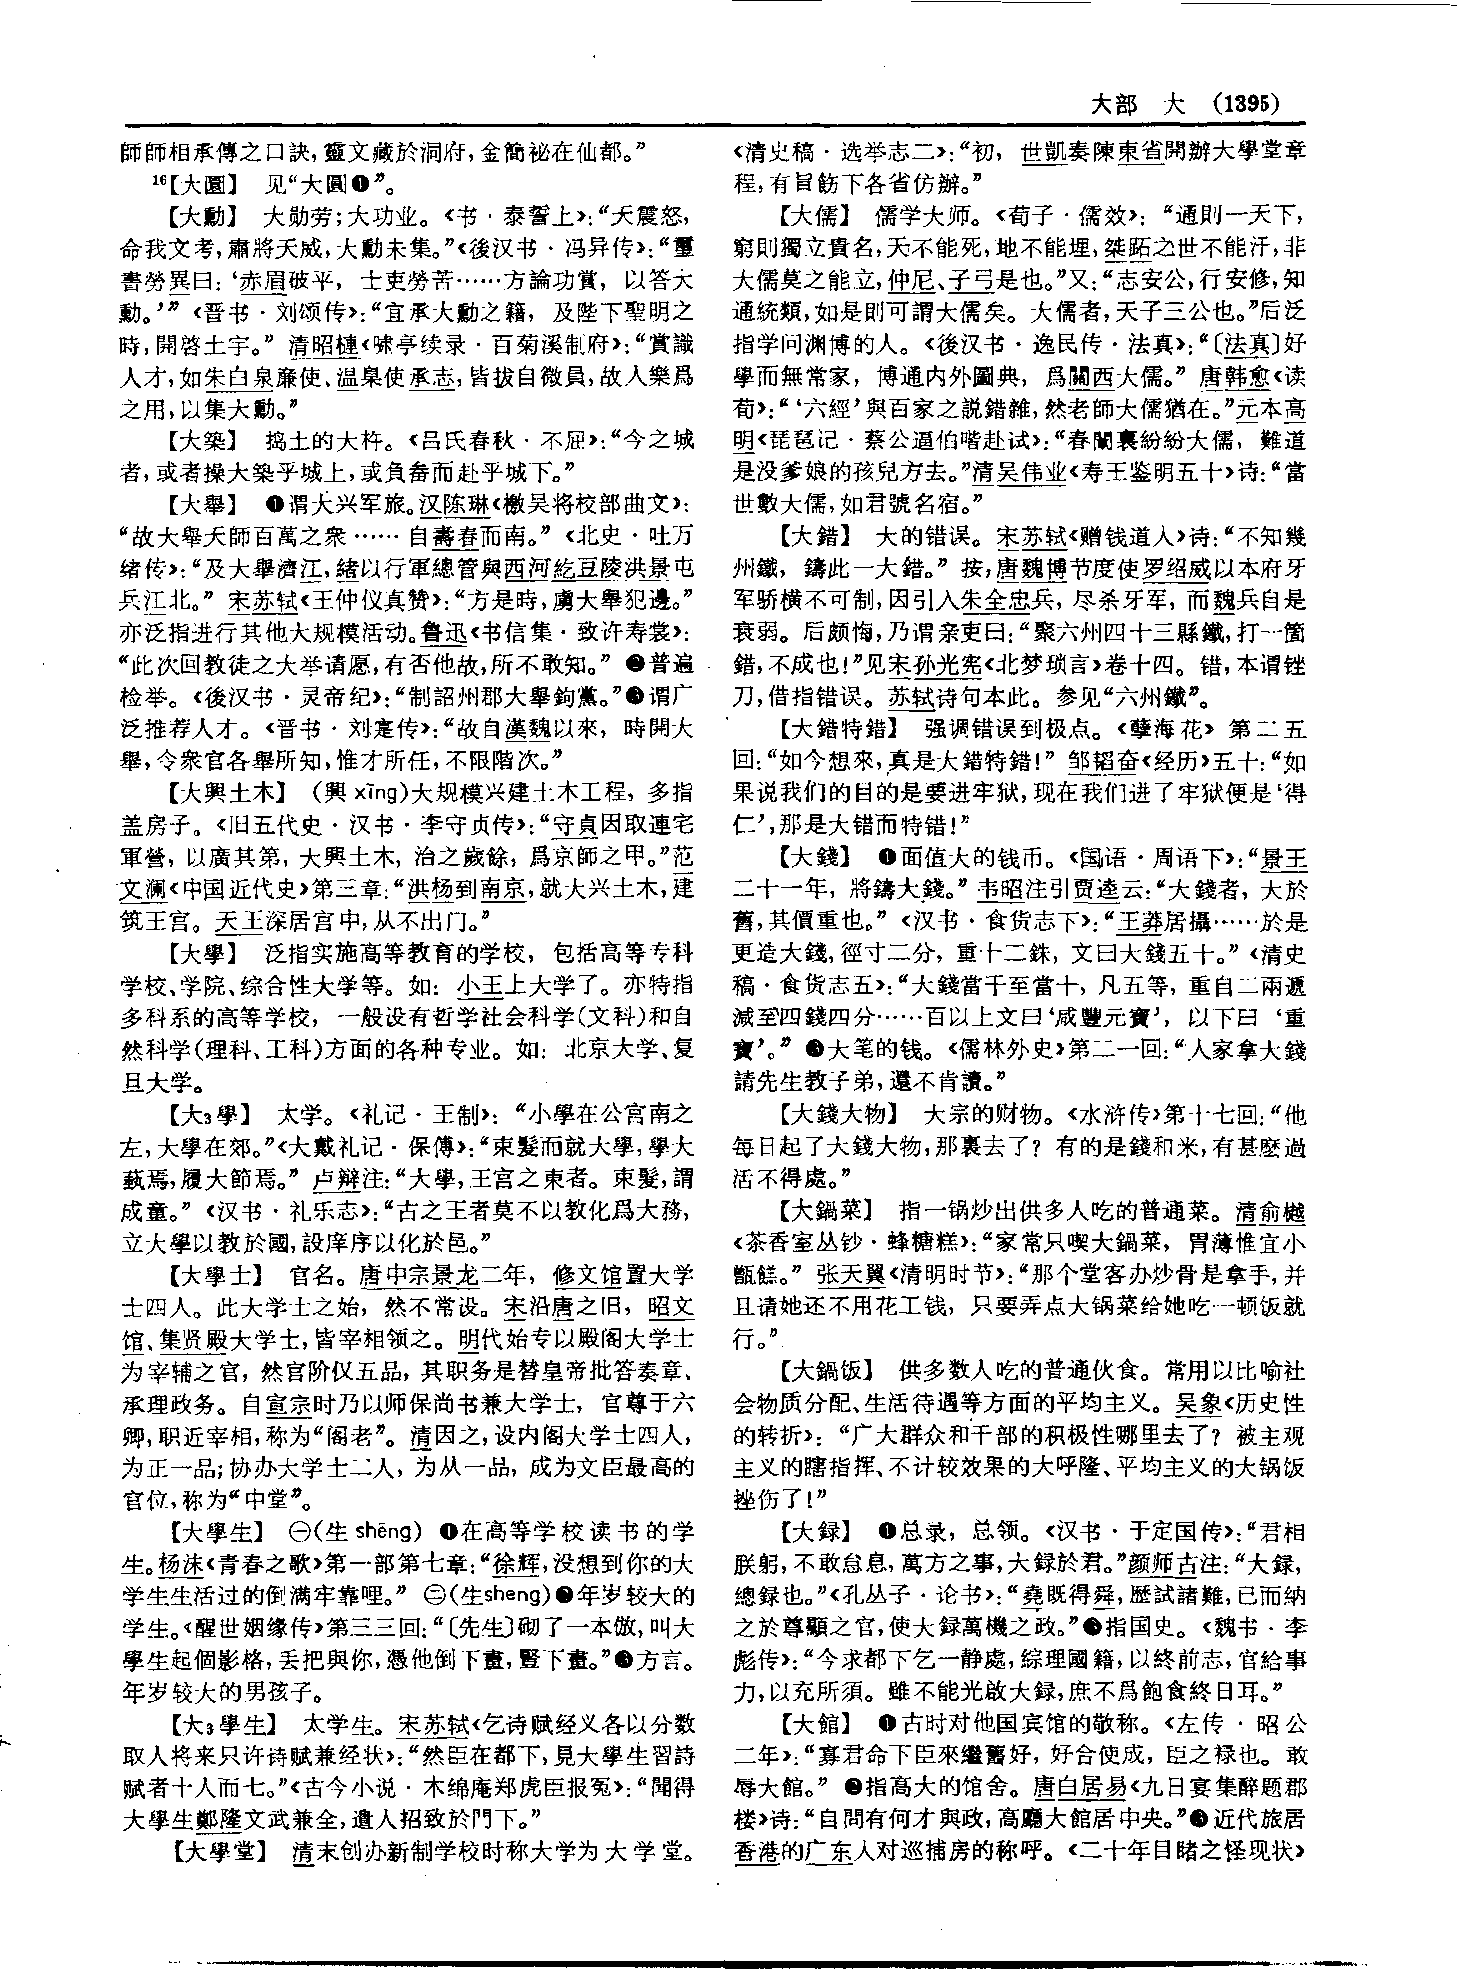 大部　大　(1395)
師師相承傳之口訣,靈文藏於洞府,金簡祕在仙都。”
16【大圜】　见“大圓❶”。
【大勳】　大勋劳;大功业。《书·泰誓上》:“天震怒,
命我文考,肅將天威,大勳未集。”《後汉书·冯异传》:“璽
書勞異曰:‘赤眉破平,士吏勞苦……方論功賞,以答大
勳。’”《晋书·刘颂传》:“宜承大勳之籍,及陛下聖明之
時,開啓土宇。”清昭槤《啸亭续录·百菊溪制府》:“賞識
人才,如朱白泉廉使、温臬使承志,皆拔自微員,故人樂爲
之用,以集大勳。”
【大築】　捣土的大杵。《吕氏春秋·不屈》:“今之城
者,或者操大築乎城上,或負畚而赴乎城下。”
【大舉】　❶谓大兴军旅。汉陈琳《檄吴将校部曲文》:
“故大舉天師百萬之衆……自壽春而南。”《北史·吐万
绪传》:“及大舉濟江,緒以行軍總管與西河紇豆陵洪景屯
兵江北。”宋苏轼《王仲仪真赞》:“方是時,虜大舉犯邊。”
亦泛指进行其他大规模活动。鲁迅《书信集·致许寿裳》:
“此次回教徒之大举请愿,有否他故,所不敢知。”❷普遍
检举。《後汉书·灵帝纪》:“制詔州郡大舉鉤黨。”❸谓广
泛推荐人才。《晋书·刘寔传》:“故自漢魏以來,時開大
舉,令衆官各舉所知,惟才所任,不限階次。”
【大興土木】　(興 xīng)大规模兴建土木工程,多指
盖房子。《旧五代史·汉书·李守贞传》:“守貞因取連宅
軍營,以廣其第,大興土木,治之歲餘,爲京師之甲。”范
文澜《中国近代史》第三章:“洪杨到南京,就大兴土木,建
筑王宫。天王深居宫中,从不出门。”
【大學】　泛指实施高等教育的学校,包括高等专科
学校、学院、综合性大学等。如:小王上大学了。亦特指
多科系的高等学校,一般设有哲学社会科学(文科)和自
然科学(理科、工科)方面的各种专业。如:北京大学、复
旦大学。
【大3學】　太学。《礼记·王制》:“小學在公宫南之
左,大學在郊。”《大戴礼记·保傅》:“束髮而就大學,學大
蓺焉,履大節焉。”卢辩注:“大學,王宫之東者。束髮,謂
成童。”《汉书·礼乐志》:“古之王者莫不以教化爲大務,
立大學以教於國,設庠序以化於邑。”
【大學士】　官名。唐中宗景龙二年,修文馆置大学
士四人。此大学士之始,然不常设。宋沿唐之旧,昭文
馆、集贤殿大学士,皆宰相领之。明代始专以殿阁大学士
为宰辅之官,然官阶仅五品,其职务是替皇帝批答奏章、
承理政务。自宣宗时乃以师保尚书兼大学士,官尊于六
卿,职近宰相,称为“阁老”。清因之,设内阁大学士四人,
为正一品;协办大学士二人,为从一品,成为文臣最高的
官位,称为“中堂”。
【大學生】　㊀(生 shēng)　❶在高等学校读书的学
生。杨沫《青春之歌》第一部第七章:“徐辉,没想到你的大
学生生活过的倒满牢靠哩。”㊁(生sheng)❷年岁较大的
学生。《醒世姻缘传》第三三回:“〔先生〕砌了一本倣,叫大
學生起個影格,丢把與你,憑他倒下畫,豎下畫。”❸方言。
年岁较大的男孩子。
【大3學生】　太学生。宋苏轼《乞诗赋经义各以分数
取人将来只许诗赋兼经状》:“然臣在都下,見大學生習詩
赋者十人而七。”《古今小说·木绵庵郑虎臣报冤》:“聞得
大學生鄭隆文武兼全,遣人招致於門下。”
【大學堂】　清末创办新制学校时称大学为大学堂。
《清史稿·选举志二》:“初,世凱奏陳東省開辦大學堂章
程,有旨飭下各省仿辦。”
【大儒】　儒学大师。《荀子·儒效》:“通則一天下,
窮則獨立貴名,天不能死,地不能埋,桀跖之世不能汙,非
大儒莫之能立,仲尼、子弓是也。”又:“志安公,行安修,知
通統類,如是則可謂大儒矣。大儒者,天子三公也。”后泛
指学问渊博的人。《後汉书·逸民传·法真》:“〔法真〕好
學而無常家,博通内外圖典,爲關西大儒。”唐韩愈《读
荀》:“‘六經’與百家之説錯雜,然老師大儒猶在。”元本高
明《琵琶记·蔡公逼伯喈赴试》:“春闈裏紛紛大儒,難道
是没爹娘的孩兒方去。”清吴伟业《寿王鉴明五十》诗:“當
世數大儒,如君號名宿。”
【大錯】　大的错误。宋苏轼《赠钱道人》诗:“不知幾
州鐵,鑄此一大錯。”按,唐魏博节度使罗绍威以本府牙
军骄横不可制,因引入朱全忠兵,尽杀牙军,而魏兵自是
衰弱。后颇悔,乃谓亲吏曰:“聚六州四十三縣鐵,打一箇
錯,不成也!”见宋孙光宪《北梦琐言》卷十四。错,本谓锉
刀,借指错误。苏轼诗句本此。参见“六州鐵”。
【大錯特錯】　强调错误到极点。《孽海花》第二五
回:“如今想來,真是大錯特錯!”邹韬奋《经历》五十:“如
果说我们的目的是要进牢狱,现在我们进了牢狱便是‘得
仁’,那是大错而特错!”
【大錢】　❶面值大的钱币。《国语·周语下》:“景王
二十一年,將鑄大錢。”韦昭注引贾逵云:“大錢者,大於
舊,其價重也。”《汉书·食货志下》:“王莽居攝……於是
更造大錢,徑寸二分,重十二銖,文曰大錢五十。”《清史
稿·食货志五》:“大錢當千至當十,凡五等,重自二兩遞
減至四錢四分……百以上文曰‘咸豐元寶’,以下曰‘重
寶’。”❷大笔的钱。《儒林外史》第二一回:“人家拿大錢
請先生教子弟,還不肯讀。”
【大錢大物】　大宗的财物。《水浒传》第十七回:“他
每日起了大錢大物,那裏去了？有的是錢和米,有甚麽過
活不得處。”
【大鍋菜】　指一锅炒出供多人吃的普通菜。清俞樾
《茶香室丛钞·蜂糖糕》:“家常只喫大鍋菜,胃薄惟宜小
甑餻。”张天翼《清明时节》:“那个堂客办炒骨是拿手,并
且请她还不用花工钱,只要弄点大锅菜给她吃一顿饭就
行。”
【大鍋饭】　供多数人吃的普通伙食。常用以比喻社
会物质分配、生活待遇等方面的平均主义。吴象《历史性
的转折》:“广大群众和干部的积极性哪里去了？被主观
主义的瞎指挥、不计较效果的大呼隆、平均主义的大锅饭
挫伤了!”
【大録】　❶总录,总领。《汉书·于定国传》:“君相
朕躬,不敢怠息,萬方之事,大録於君。”颜师古注:“大録,
總録也。”《孔丛子·论书》:“堯既得舜,歷試諸難,已而納
之於尊顯之官,使大録萬機之政。”❷指国史。《魏书·李
彪传》:“今求都下乞一静處,綜理國籍,以終前志,官給事
力,以充所須。雖不能光啟大録,庶不爲飽食終日耳。”
【大館】　❶古时对他国宾馆的敬称。《左传·昭公
二年》:“寡君命下臣來繼舊好,好合使成,臣之禄也。敢
辱大館。”❷指高大的馆舍。唐白居易《九日宴集醉题郡
楼》诗:“自問有何才與政,高廳大館居中央。”❸近代旅居
香港的广东人对巡捕房的称呼。《二十年目睹之怪现状》